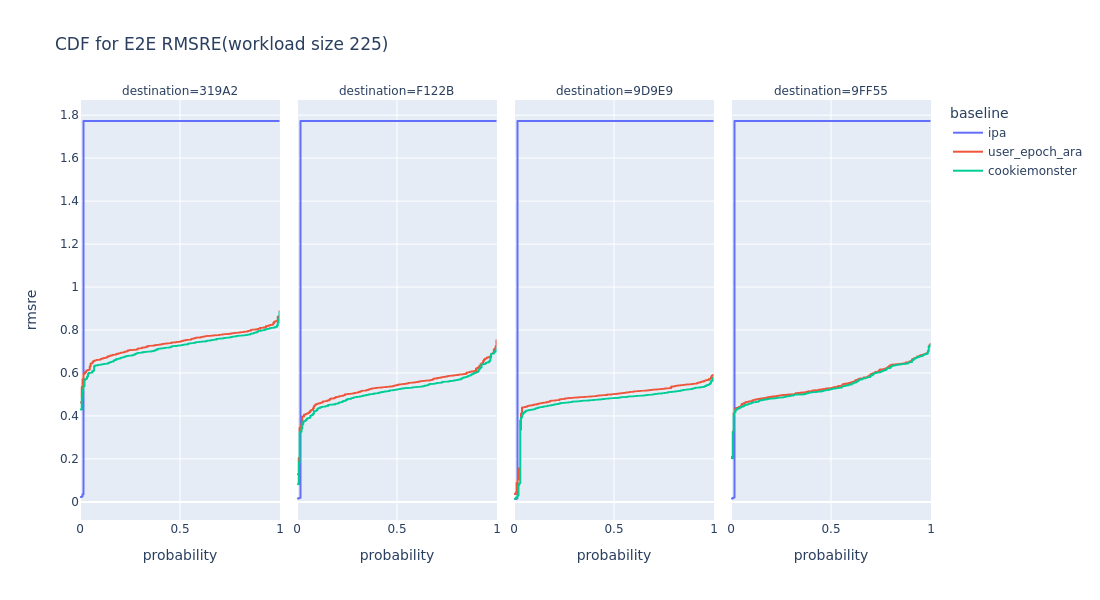 CDF for E2E RMSRE(workload size 225)
destination=319A2
destination=F122B
destination=9D9E9
destination=9FF55
baseline
ipa
user_epoch_ara
cookiemonster
rmsre
1.8
1.6
1.4
1.2
1
0.8
0.6
0.4
0.2
0
0 0.5 1
0 0.5 1
0 0.5 1
0 0.5 1
probability
probability
probability
probability